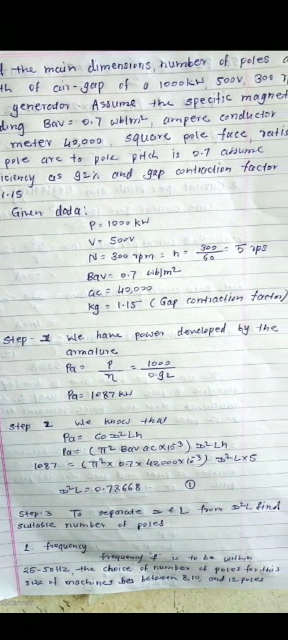 the main dimensions, number of poles
of air-gap of a 1000kW, 500V, 300
generator. Assume the specific magnet
Bav = 0.7 wb/m², ampere conductor
meter 40,000, square pole face, ratio
pole arc to pole pitch is 0.7 assume
as 92% and gap contraction factor
1.15
Given data:
P = 1000 kW
V = 500V
N = 300 rpm = n = 300/60 = 5 rps
Bav = 0.7 wb/m²
ac = 40,000
kg = 1.15 (Gap contraction factor)
Step - 1 We have power developed by the
armature
Pa = P/η = 1000/0.92
Pa = 1087 kW
Step 2 We know that
Pa = Co D²Ln
Pa = (π² Bav ac x10⁻³) D²Ln
1087 = (π² x 0.7 x 40,000 x10⁻³) D²L x 5
D²L = 0.78668 ①
Step 3 To separate D & L from D²L find
suitable number of poles
1 frequency
frequency f is to be within
25-50Hz, the choice of number of poles for this
size of machines lies between 8, 10, and 12 poles